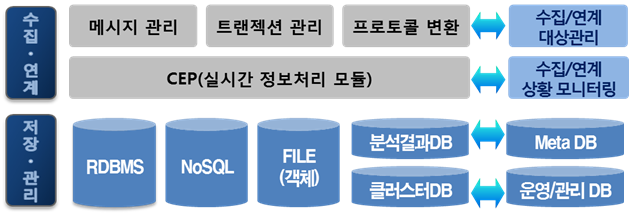 수집·연계
메시지 관리
트랜젝션 관리
프로토콜 변환
수집/연계
대상관리
CEP(실시간 정보처리 모듈)
수집/연계
상황 모니터링
저장·관리
RDBMS
NoSQL
FILE
(객체)
분석결과DB
Meta DB
클러스터DB
운영/관리 DB